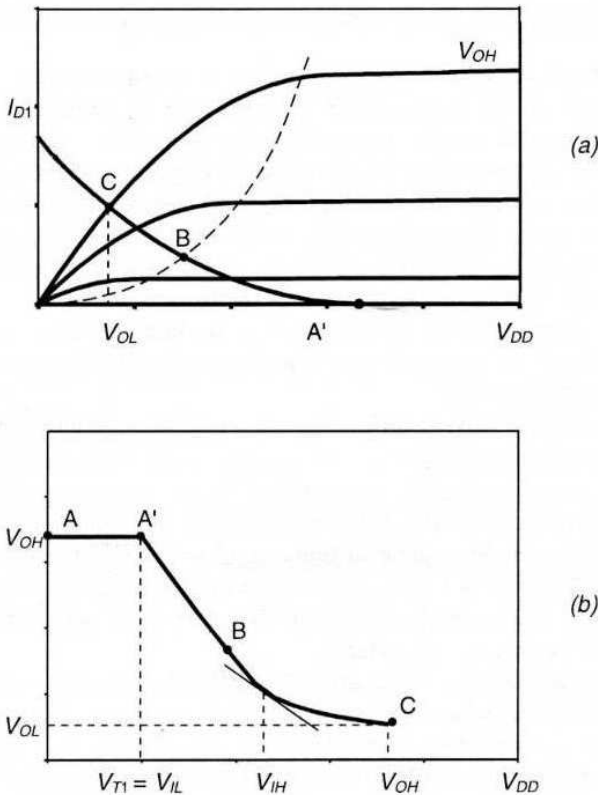 V_OH
I_D1
(a)
C
B
V_OL A' V_DD
A A'
V_OH
B
(b)
C
V_OL
V_T1 = V_IL V_IH V_OH V_DD